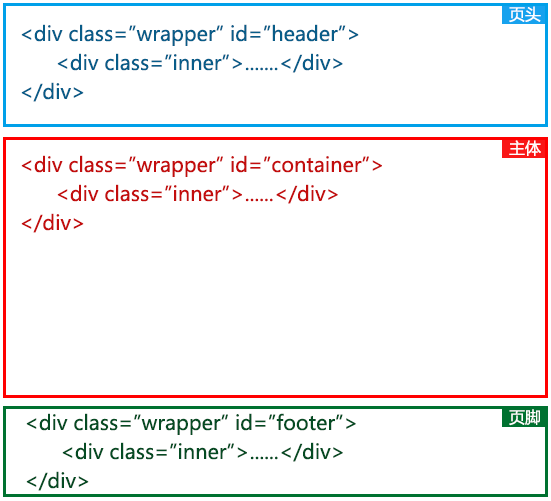 页头
<div class="wrapper" id="header">
<div class="inner">.......</div>
</div>
主体
<div class="wrapper" id="container">
<div class="inner">......</div>
</div>
页脚
<div class="wrapper" id="footer">
<div class="inner">......</div>
</div>